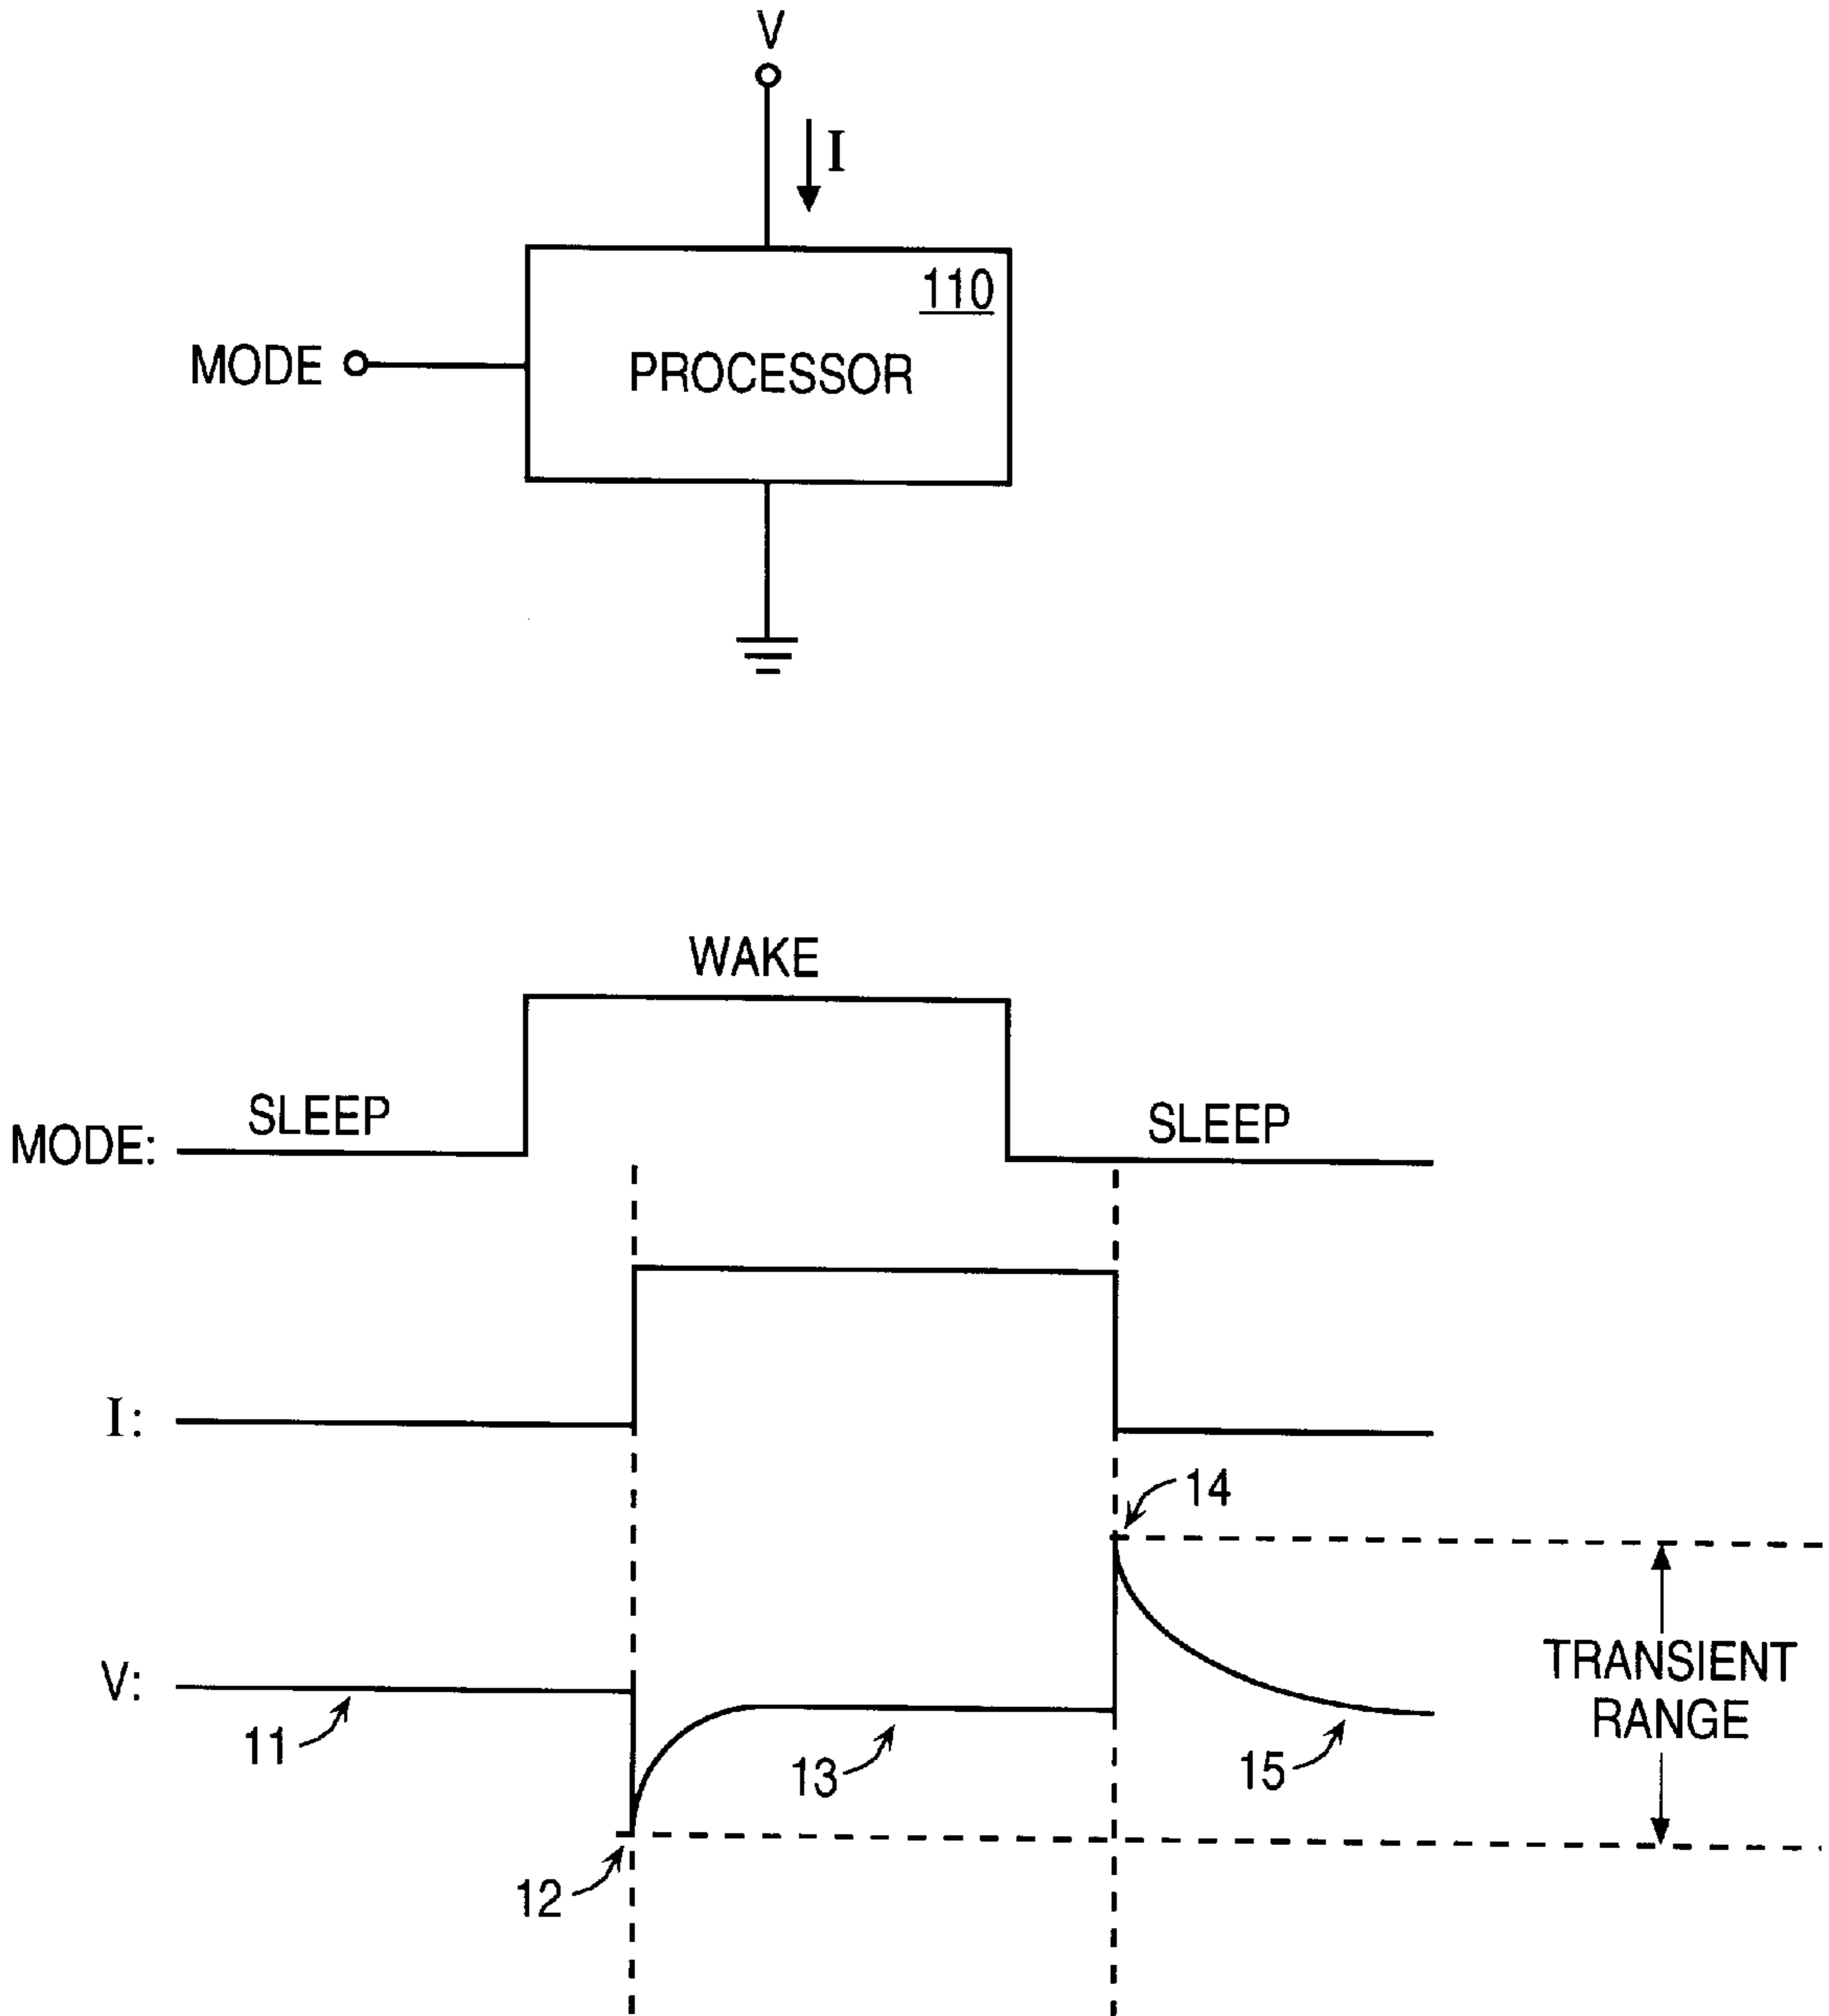 V
I
110
MODE
PROCESSOR
WAKE
SLEEP
SLEEP
MODE:
I:
14
V:
TRANSIENT
RANGE
11
13
15
12